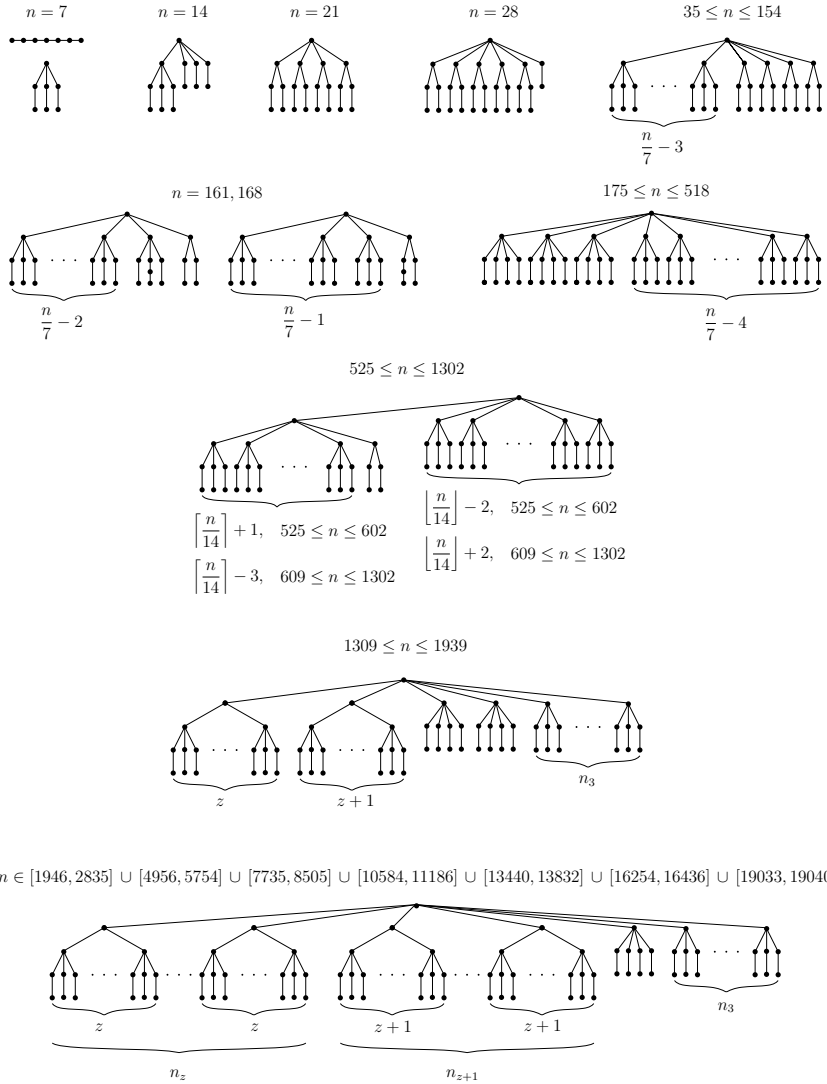 n = 7
n = 14
n = 21
n = 28
35 ≤ n ≤ 154
n/7 − 3
n = 161, 168
175 ≤ n ≤ 518
n/7 − 2
n/7 − 1
n/7 − 4
525 ≤ n ≤ 1302
⌈n/14⌉ + 1, 525 ≤ n ≤ 602
⌈n/14⌉ − 3, 609 ≤ n ≤ 1302
⌊n/14⌋ − 2, 525 ≤ n ≤ 602
⌊n/14⌋ + 2, 609 ≤ n ≤ 1302
1309 ≤ n ≤ 1939
z
z + 1
n₃
n ∈ [1946, 2835] ∪ [4956, 5754] ∪ [7735, 8505] ∪ [10584, 11186] ∪ [13440, 13832] ∪ [16254, 16436] ∪ [19033, 19040
z
z
z + 1
z + 1
n₃
n_z
n_{z+1}